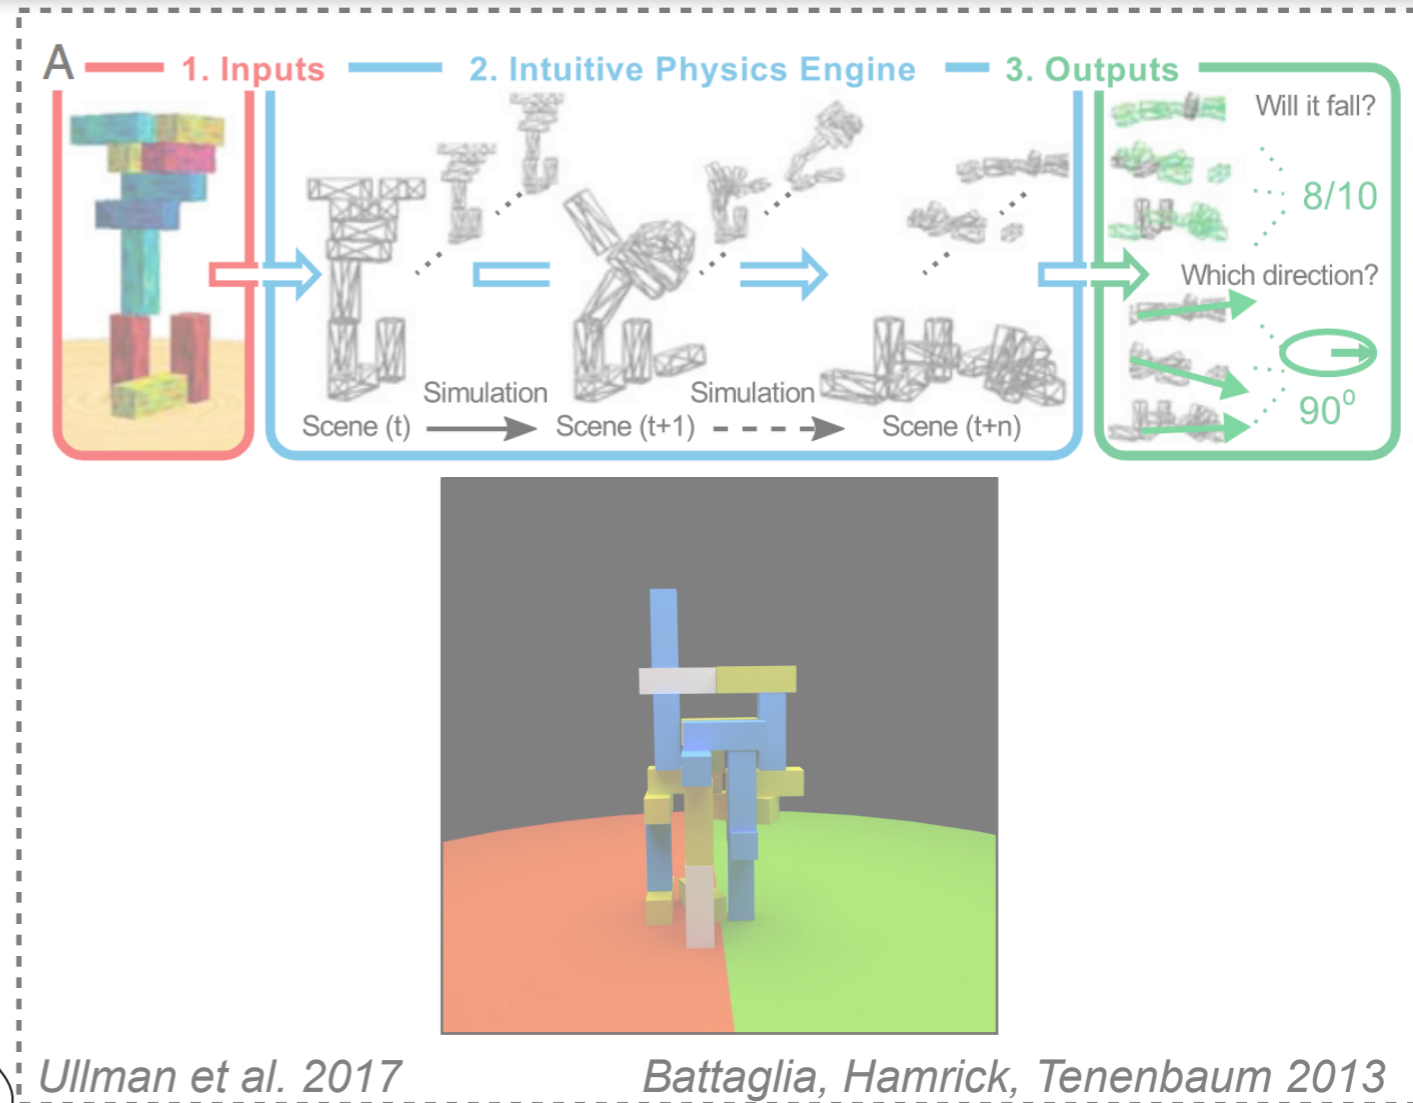 A 1. Inputs 2. Intuitive Physics Engine 3. Outputs
Will it fall?
8/10
Which direction?
90⁰
Simulation Simulation
Scene (t) Scene (t+1) Scene (t+n)
Ullman et al. 2017 Battaglia, Hamrick, Tenenbaum 2013